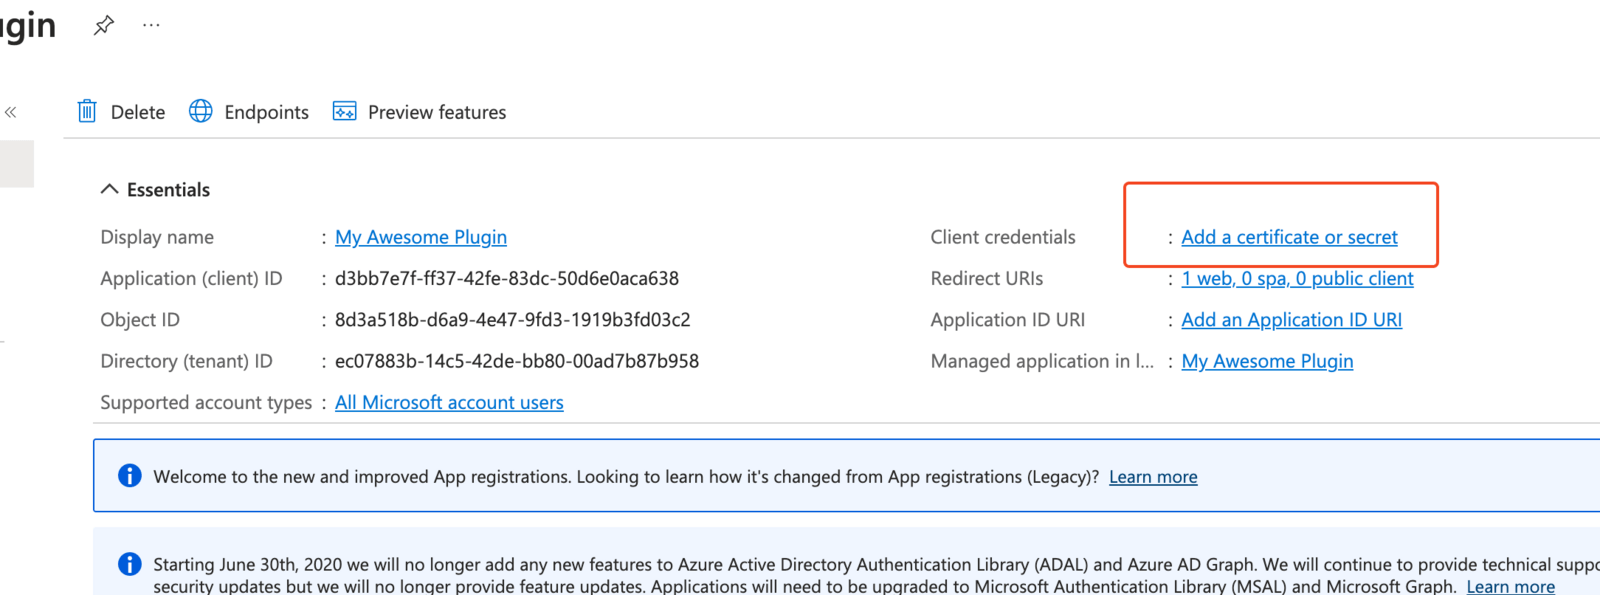 gin ...
Delete Endpoints Preview features
Essentials
Display name : My Awesome Plugin Client credentials : Add a certificate or secret
Application (client) ID : d3bb7e7f-ff37-42fe-83dc-50d6e0aca638 Redirect URIs : 1 web, 0 spa, 0 public client
Object ID : 8d3a518b-d6a9-4e47-9fd3-1919b3fd03c2 Application ID URI : Add an Application ID URI
Directory (tenant) ID : ec07883b-14c5-42de-bb80-00ad7b87b958 Managed application in l... : My Awesome Plugin
Supported account types : All Microsoft account users
Welcome to the new and improved App registrations. Looking to learn how it's changed from App registrations (Legacy)? Learn more
Starting June 30th, 2020 we will no longer add any new features to Azure Active Directory Authentication Library (ADAL) and Azure AD Graph. We will continue to provide technical suppo
security updates but we will no longer provide feature updates. Applications will need to be upgraded to Microsoft Authentication Library (MSAL) and Microsoft Graph. Learn more